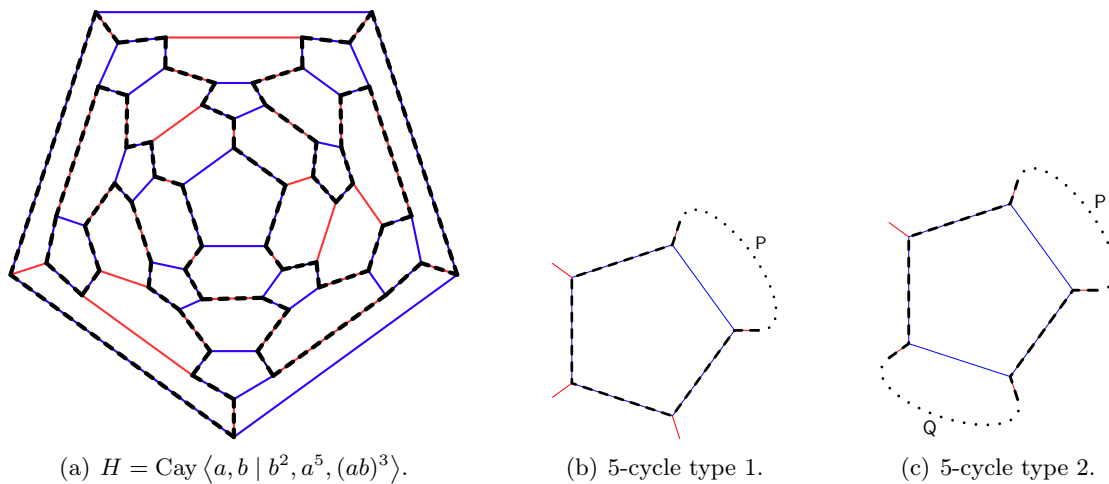 P
P
Q
(a) H = Cay ⟨a, b | b², a⁵, (ab)³⟩.
(b) 5-cycle type 1.
(c) 5-cycle type 2.